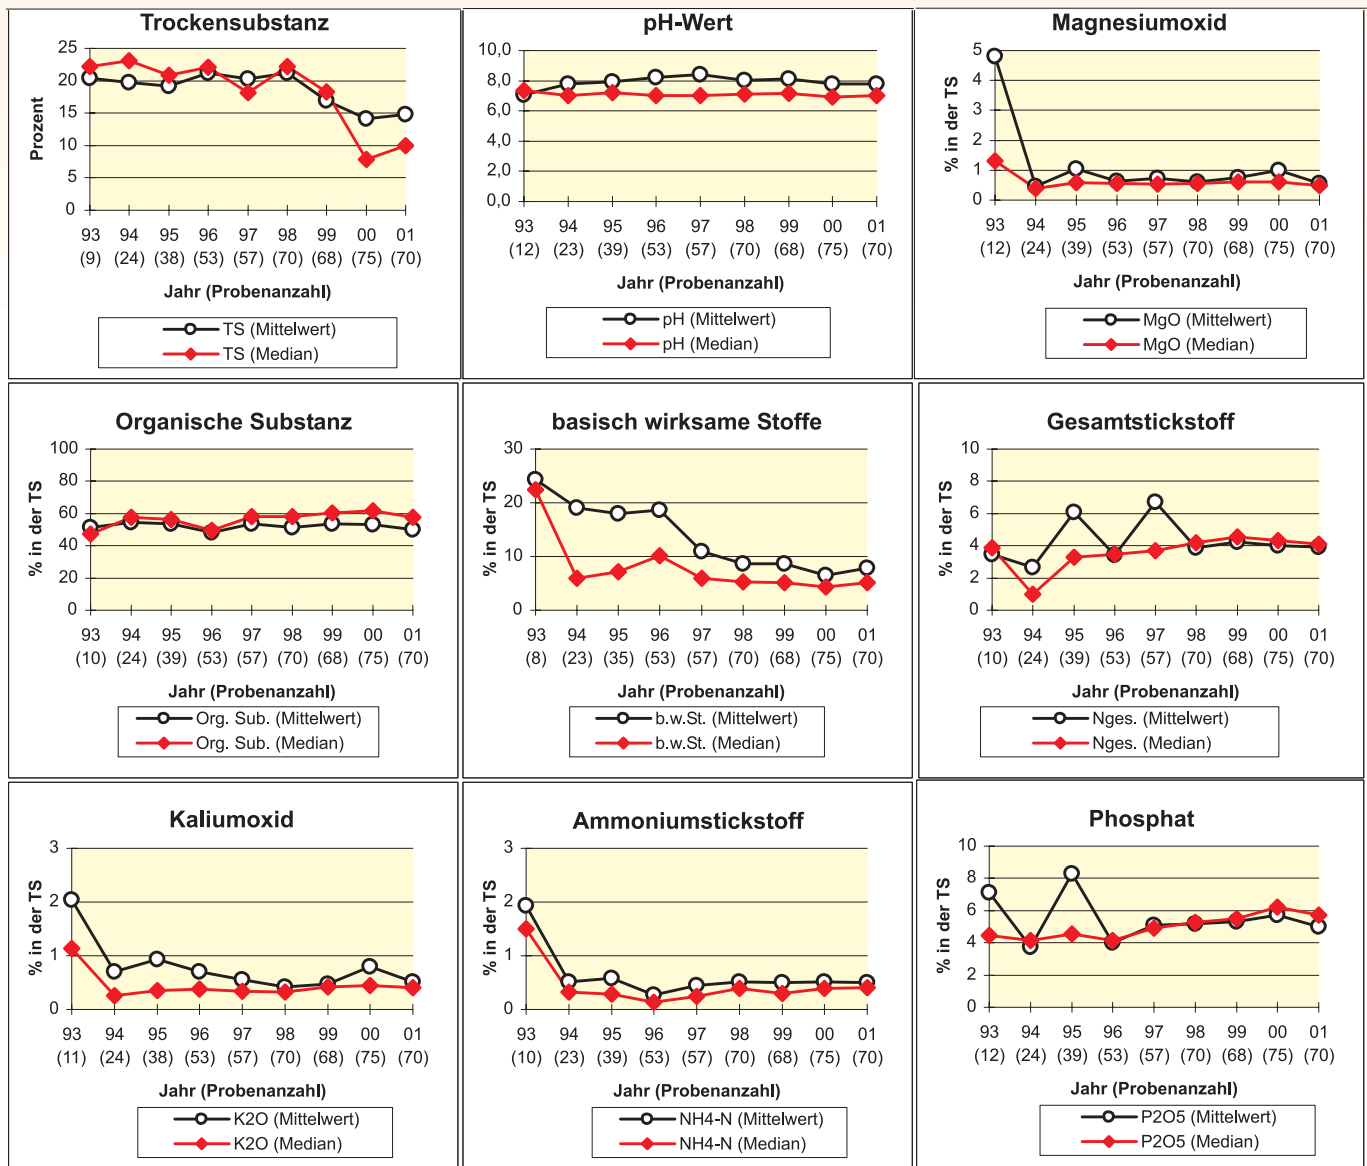 Trockensubstanz
Prozent
25
20
15
10
5
0
93 94 95 96 97 98 99 00 01
(9) (24) (38) (53) (57) (70) (68) (75) (70)
Jahr (Probenanzahl)
TS (Mittelwert)
TS (Median)
pH-Wert
10,0
8,0
6,0
4,0
2,0
0,0
93 94 95 96 97 98 99 00 01
(12) (23) (39) (53) (57) (70) (68) (75) (70)
Jahr (Probenanzahl)
pH (Mittelwert)
pH (Median)
Magnesiumoxid
% in der TS
5
4
3
2
1
0
93 94 95 96 97 98 99 00 01
(12) (24) (39) (53) (57) (70) (68) (75) (70)
Jahr (Probenanzahl)
MgO (Mittelwert)
MgO (Median)
Organische Substanz
% in der TS
100
80
60
40
20
0
93 94 95 96 97 98 99 00 01
(10) (24) (39) (53) (57) (70) (68) (75) (70)
Jahr (Probenanzahl)
Org. Sub. (Mittelwert)
Org. Sub. (Median)
basisch wirksame Stoffe
% in der TS
30
20
10
0
93 94 95 96 97 98 99 00 01
(8) (23) (35) (53) (57) (70) (68) (75) (70)
Jahr (Probenanzahl)
b.w.St. (Mittelwert)
b.w.St. (Median)
Gesamtstickstoff
% in der TS
10
8
6
4
2
0
93 94 95 96 97 98 99 00 01
(10) (24) (39) (53) (57) (70) (68) (75) (70)
Jahr (Probenanzahl)
Nges. (Mittelwert)
Nges. (Median)
Kaliumoxid
% in der TS
3
2
1
0
93 94 95 96 97 98 99 00 01
(11) (24) (38) (53) (57) (70) (68) (75) (70)
Jahr (Probenanzahl)
K2O (Mittelwert)
K2O (Median)
Ammoniumstickstoff
% in der TS
3
2
1
0
93 94 95 96 97 98 99 00 01
(10) (23) (39) (53) (57) (70) (68) (75) (70)
Jahr (Probenanzahl)
NH4-N (Mittelwert)
NH4-N (Median)
Phosphat
% in der TS
10
8
6
4
2
0
93 94 95 96 97 98 99 00 01
(12) (24) (39) (53) (57) (70) (68) (75) (70)
Jahr (Probenanzahl)
P2O5 (Mittelwert)
P2O5 (Median)